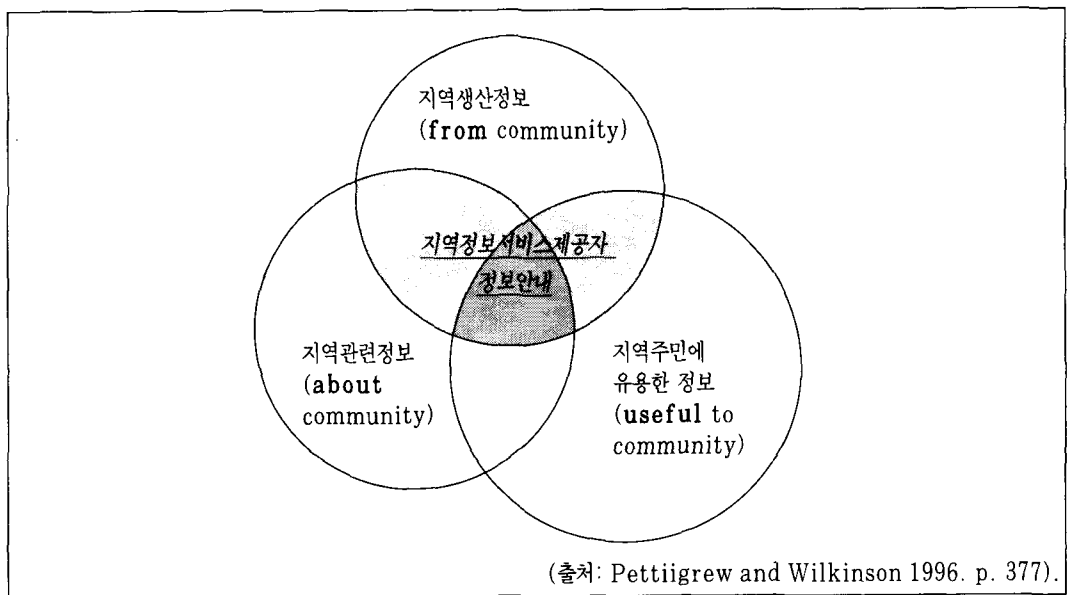 지역생산정보
(from community)
지역정보서비스제공자
정보안내
지역관련정보
(about
community)
지역주민에
유용한 정보
(useful to
community)
(출처: Pettiigrew and Wilkinson 1996. p. 377).